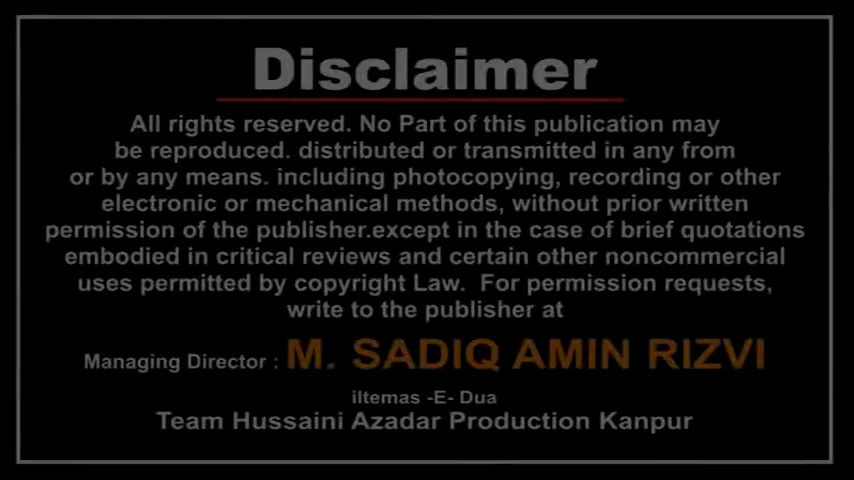 Disclaimer
All rights reserved. No Part of this publication may
be reproduced. distributed or transmitted in any from
or by any means. including photocopying, recording or other
electronic or mechanical methods, without prior written
permission of the publisher.except in the case of brief quotations
embodied in critical reviews and certain other noncommercial
uses permitted by copyright Law. For permission requests,
write to the publisher at
Managing Director : M. SADIQ AMIN RIZVI
iltemas -E- Dua
Team Hussaini Azadar Production Kanpur